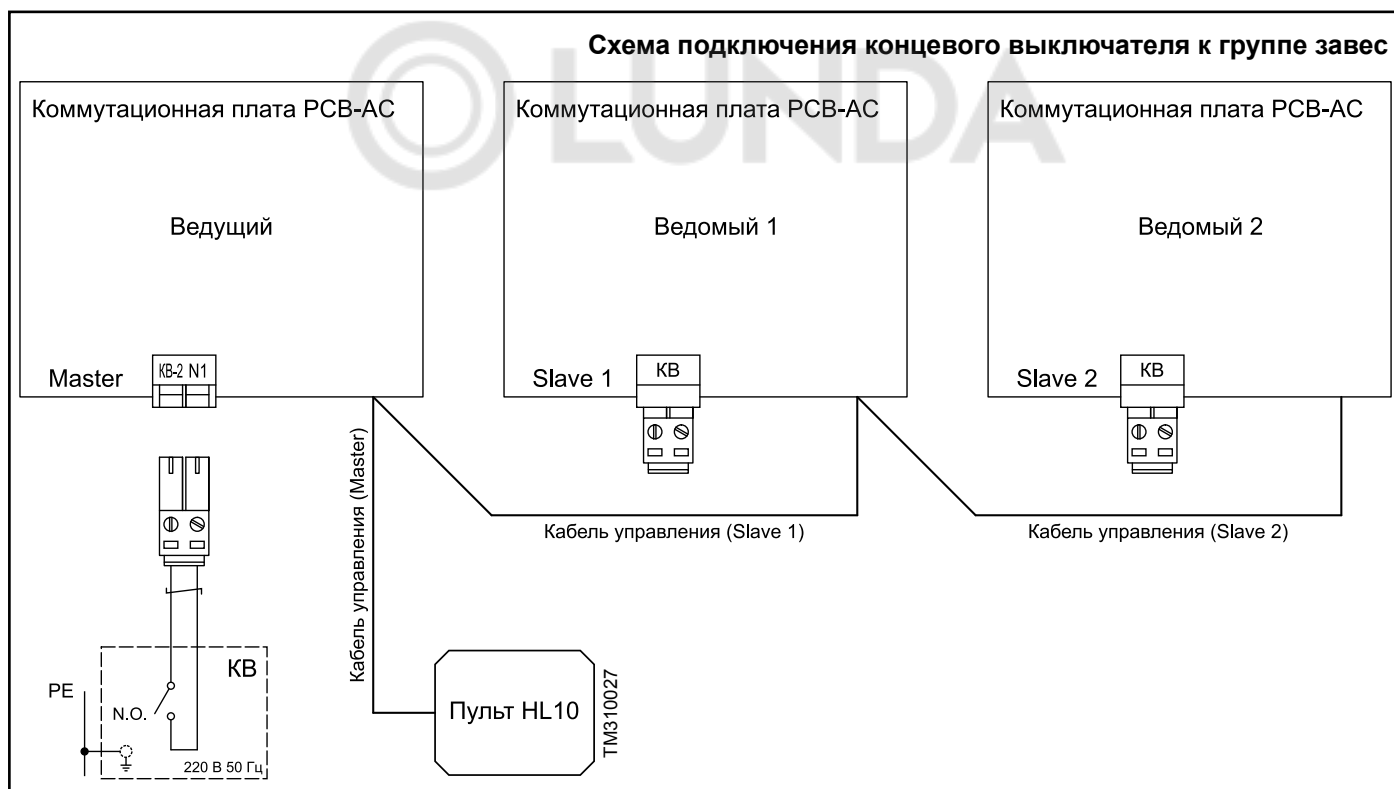 Схема подключения концевого выключателя к группе завес
LUNDA
Коммутационная плата PCB-AC
Ведущий
Master
КВ-2 N1
Коммутационная плата PCB-AC
Ведомый 1
Slave 1
КВ
Коммутационная плата PCB-AC
Ведомый 2
Slave 2
КВ
Кабель управления (Master)
Кабель управления (Slave 1)
Кабель управления (Slave 2)
КВ
PE
N.O.
220 В 50 Гц
Пульт HL10
TM310027